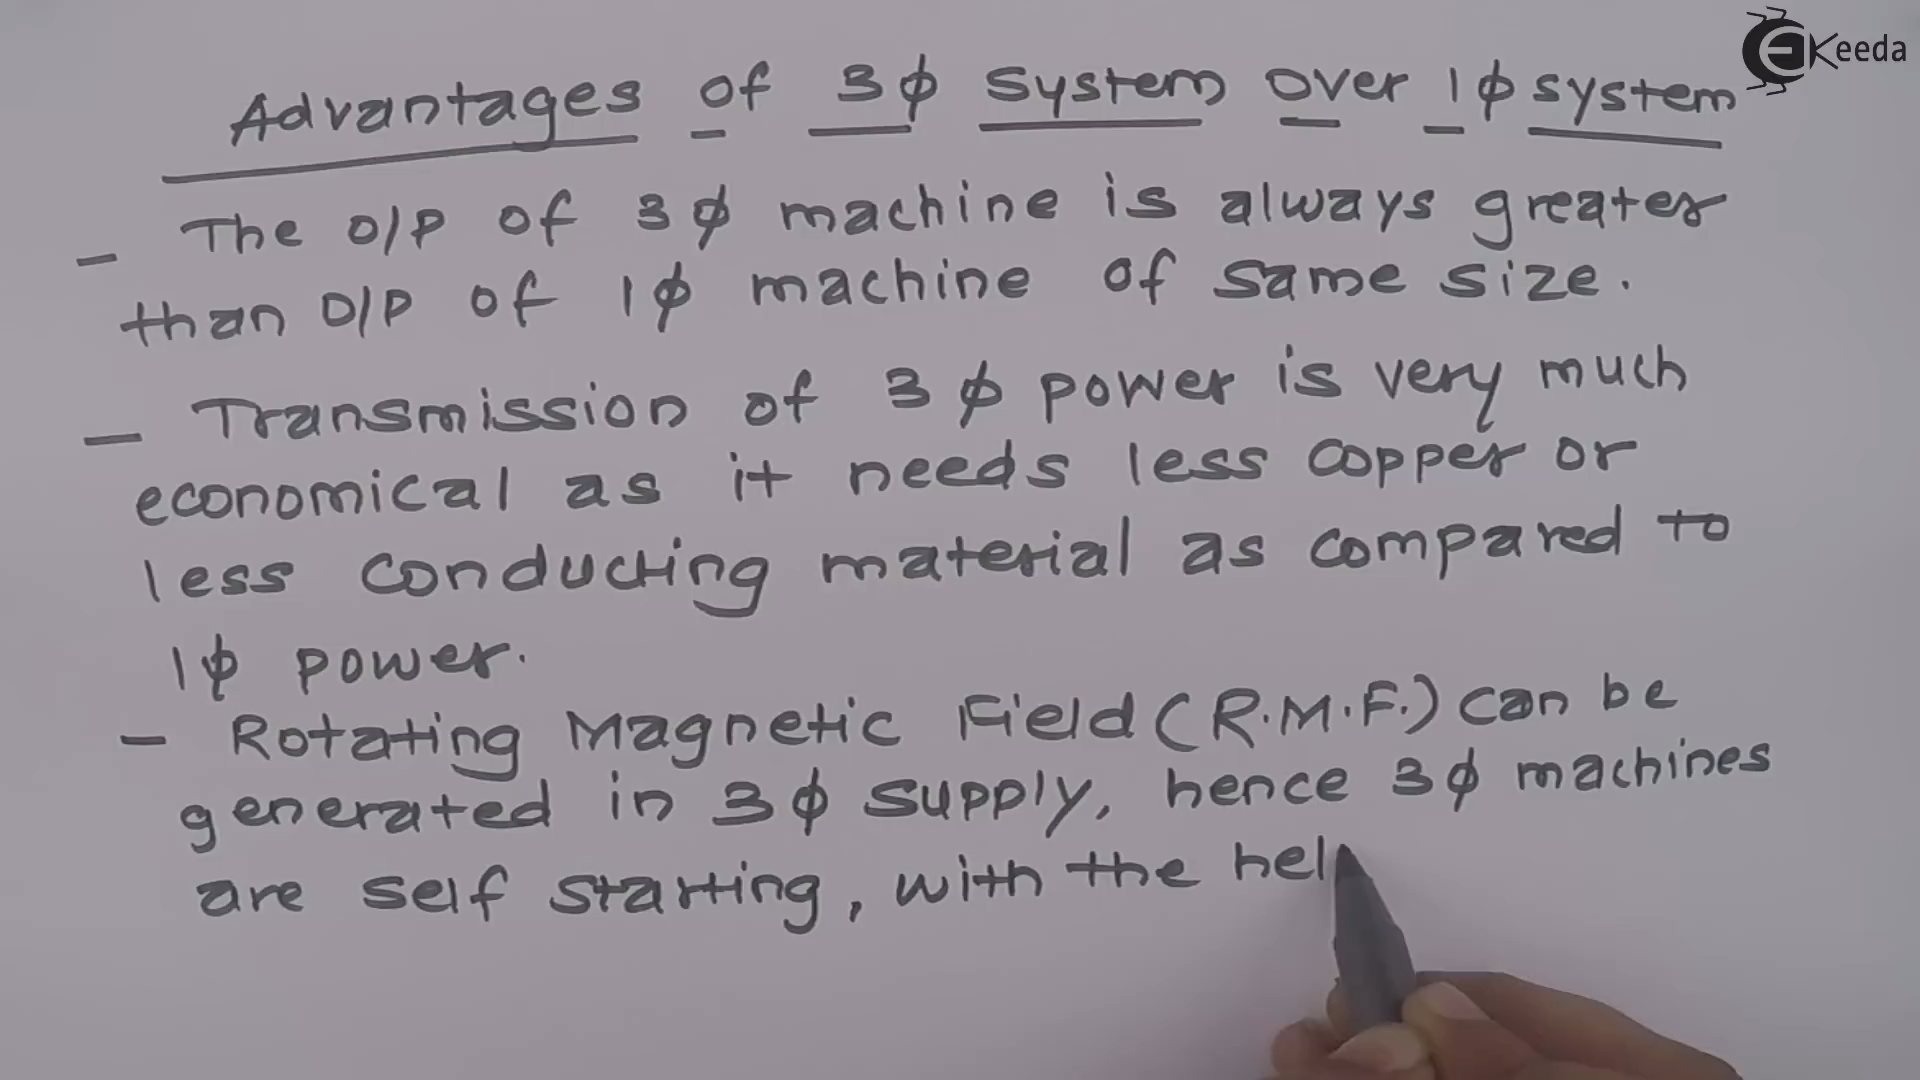 Keeda
Advantages of 3ϕ System over 1ϕ system
- The O/P of 3ϕ machine is always greater
than O/P of 1ϕ machine of same size.
- Transmission of 3ϕ power is very much
economical as it needs less copper or
less conducting material as compared to
1ϕ power.
- Rotating Magnetic Field (R.M.F.) can be
generated in 3ϕ supply, hence 3ϕ machines
are self starting, with the hel